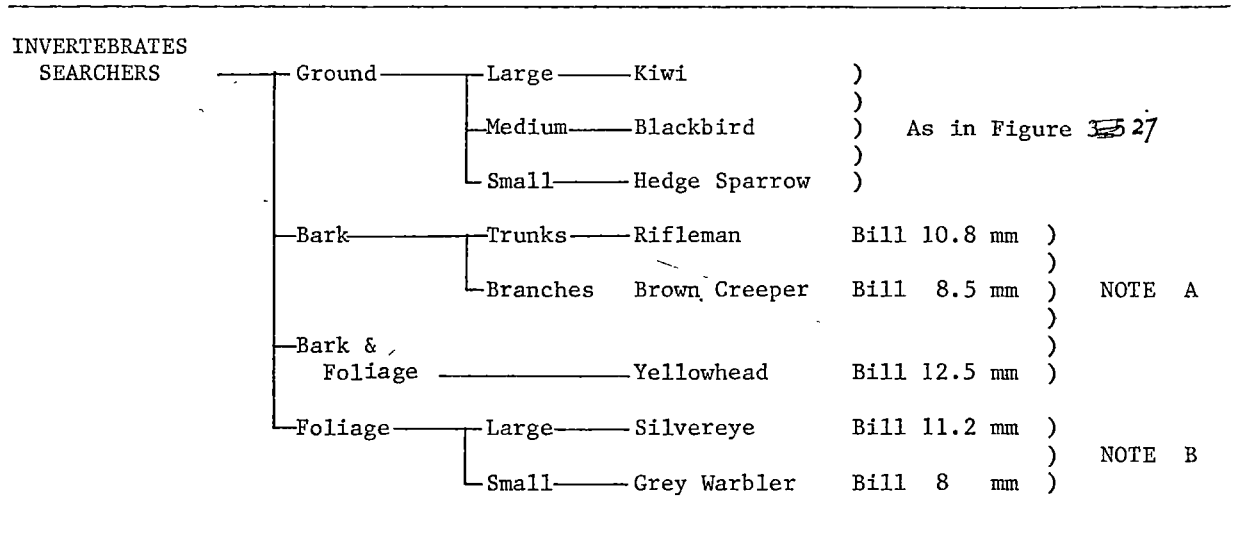 INVERTEBRATES
SEARCHERS Ground Large Kiwi )
)
Medium Blackbird ) As in Figure 27
)
Small Hedge Sparrow )
Bark Trunks Rifleman Bill 10.8 mm )
)
Branches Brown Creeper Bill 8.5 mm ) NOTE A
)
Bark & )
Foliage Yellowhead Bill 12.5 mm )
Foliage Large Silvereye Bill 11.2 mm )
) NOTE B
Small Grey Warbler Bill 8 mm )